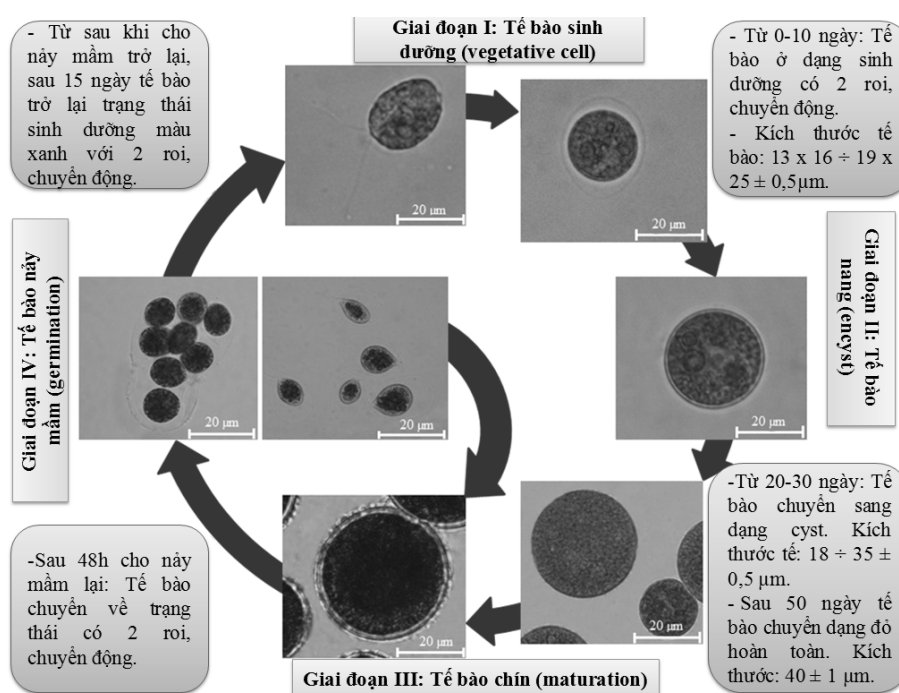 Giai đoạn I: Tế bào sinh
dưỡng (vegetative cell)
- Từ sau khi cho
nảy mầm trở lại,
sau 15 ngày tế bào
trở lại trạng thái
sinh dưỡng màu
xanh với 2 roi,
chuyển động.
- Từ 0-10 ngày: Tế
bào ở dạng sinh
dưỡng có 2 roi,
chuyển động.
- Kích thước tế
bào: 13 x 16 ÷ 19 x
25 ± 0,5µm.
20 µm
20 µm
Giai đoạn IV: Tế bào nảy
mầm (germination)
20 µm
20 µm
20 µm
Giai đoạn II: Tế bào
nang (encyst)
-Sau 48h cho nảy
mầm lại: Tế bào
chuyển về trạng
thái có 2 roi,
chuyển động.
20 µm
20 µm
-Từ 20-30 ngày: Tế
bào chuyển sang
dạng cyst. Kích
thước tế: 18 ÷ 35 ±
0,5 µm.
- Sau 50 ngày tế
bào chuyển dạng đỏ
hoàn toàn. Kích
thước: 40 ± 1 µm.
Giai đoạn III: Tế bào chín (maturation)